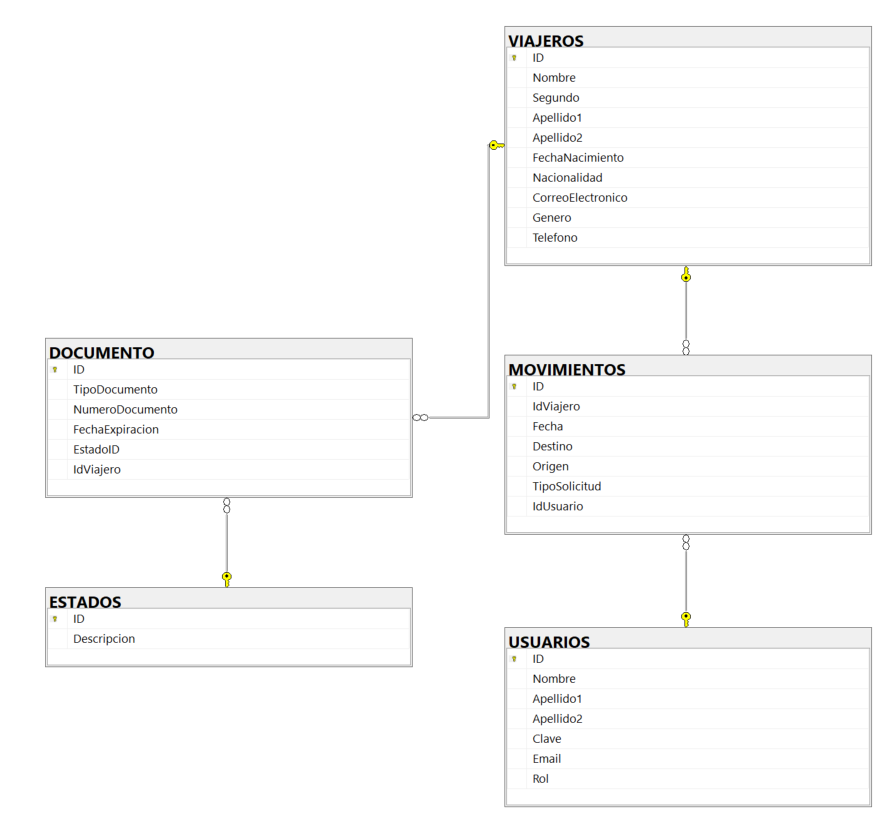 VIAJEROS
ID
Nombre
Segundo
Apellido1
Apellido2
FechaNacimiento
Nacionalidad
CorreoElectronico
Genero
Telefono
DOCUMENTO
ID
TipoDocumento
NumeroDocumento
FechaExpiracion
EstadoID
IdViajero
MOVIMIENTOS
ID
IdViajero
Fecha
Destino
Origen
TipoSolicitud
IdUsuario
ESTADOS
ID
Descripcion
USUARIOS
ID
Nombre
Apellido1
Apellido2
Clave
Email
Rol